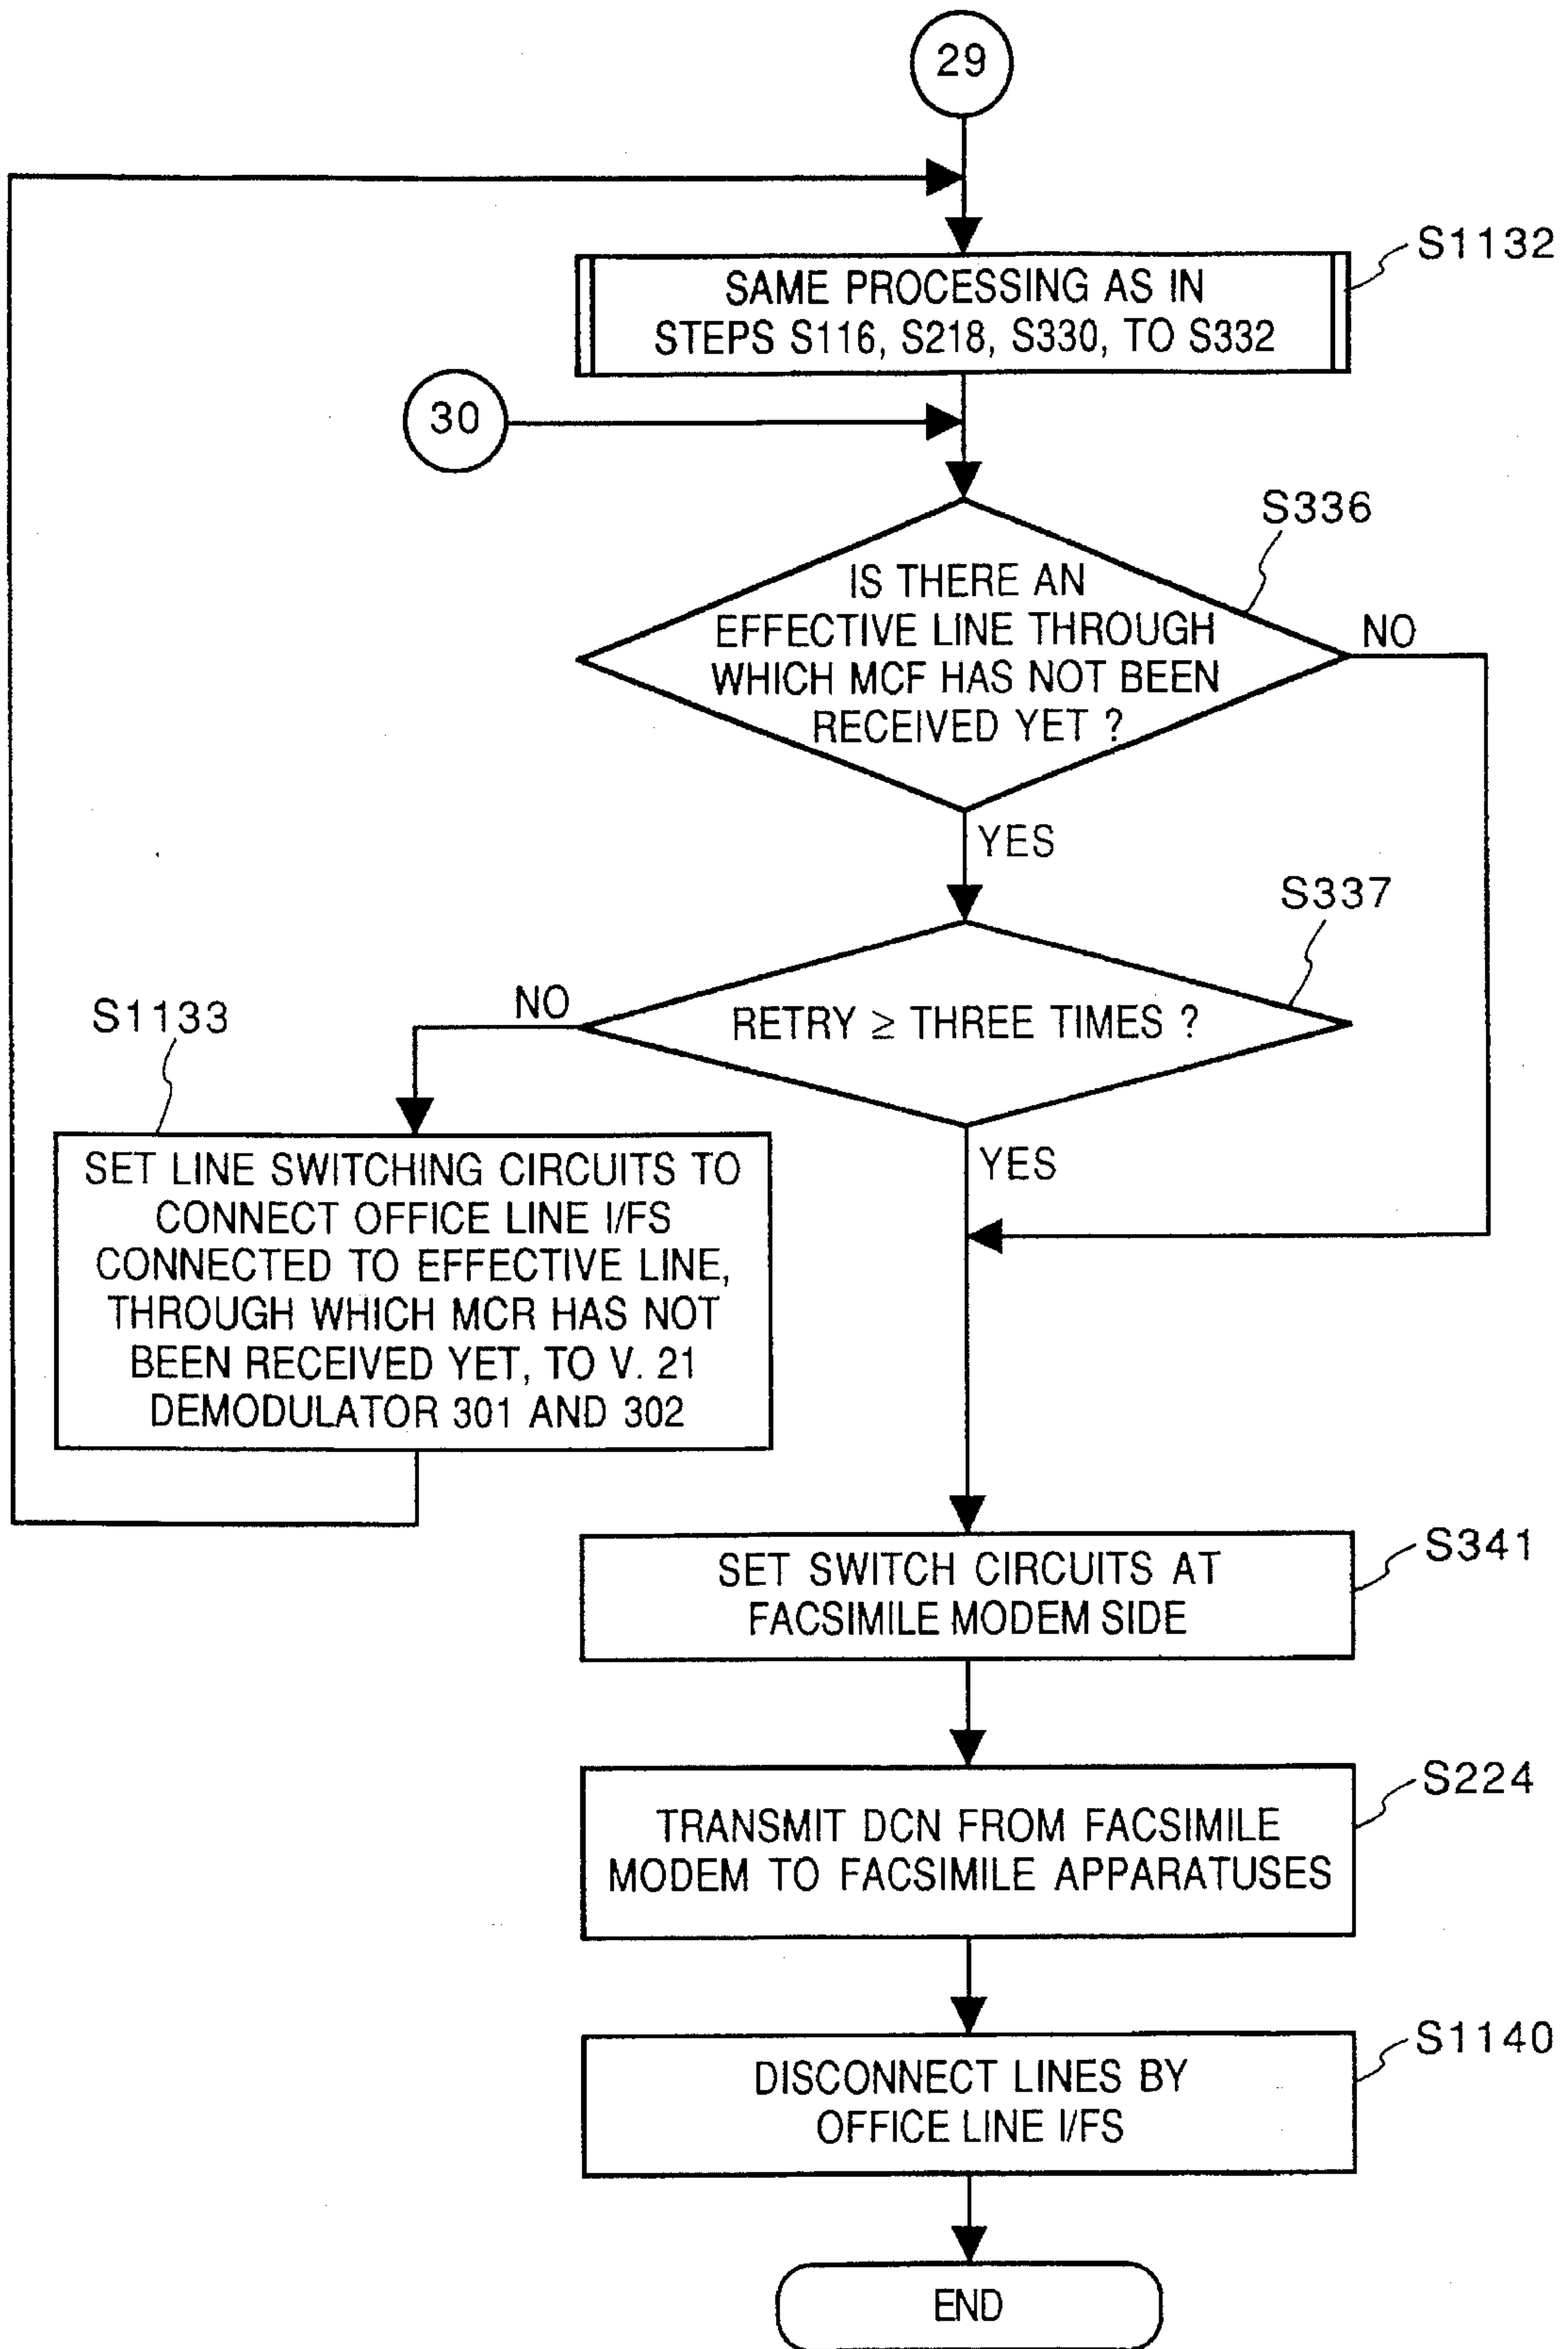 29
S1132
SAME PROCESSING AS IN
STEPS S116, S218, S330, TO S332
30
S336
IS THERE AN
EFFECTIVE LINE THROUGH
WHICH MCF HAS NOT BEEN
RECEIVED YET ?
NO
YES
S337
RETRY ≥ THREE TIMES ?
NO
YES
S1133
SET LINE SWITCHING CIRCUITS TO
CONNECT OFFICE LINE I/FS
CONNECTED TO EFFECTIVE LINE,
THROUGH WHICH MCR HAS NOT
BEEN RECEIVED YET, TO V. 21
DEMODULATOR 301 AND 302
S341
SET SWITCH CIRCUITS AT
FACSIMILE MODEM SIDE
S224
TRANSMIT DCN FROM FACSIMILE
MODEM TO FACSIMILE APPARATUSES
S1140
DISCONNECT LINES BY
OFFICE LINE I/FS
END